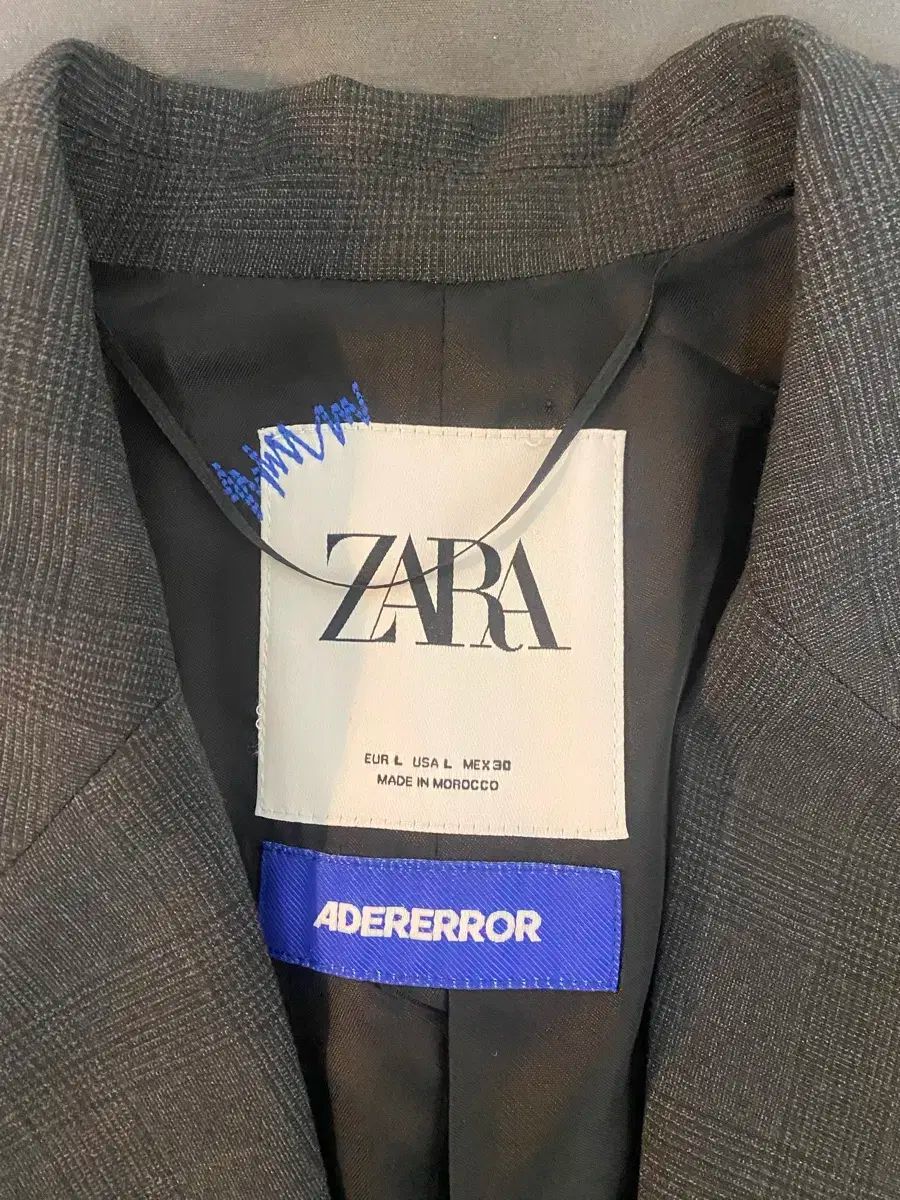 ZARA
EUR L USA L MEX 30
MADE IN MOROCCO
ADERERROR